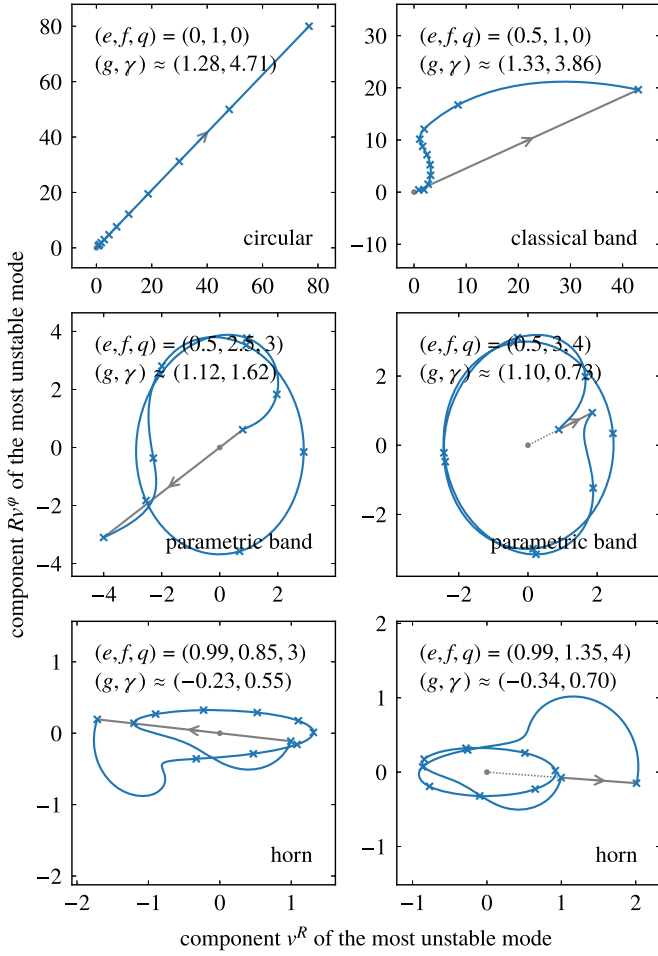 80
60
40
20
0
(e, f, q) = (0, 1, 0)
(g, γ) ≈ (1.28, 4.71)
circular
0 20 40 60 80
30
20
10
0
−10
(e, f, q) = (0.5, 1, 0)
(g, γ) ≈ (1.33, 3.86)
classical band
0 10 20 30 40
component Rv^φ of the most unstable mode
4
2
0
−2
−4
(e, f, q) = (0.5, 2.5, 3)
(g, γ) ≈ (1.12, 1.62)
parametric band
−4 −2 0 2
2
0
−2
(e, f, q) = (0.5, 3, 4)
(g, γ) ≈ (1.10, 0.73)
parametric band
−2 0 2
1
0
−1
−2
(e, f, q) = (0.99, 0.85, 3)
(g, γ) ≈ (−0.23, 0.55)
horn
−2 −1 0 1
2
1
0
−1
(e, f, q) = (0.99, 1.35, 4)
(g, γ) ≈ (−0.34, 0.70)
horn
−1 0 1 2
component v^R of the most unstable mode